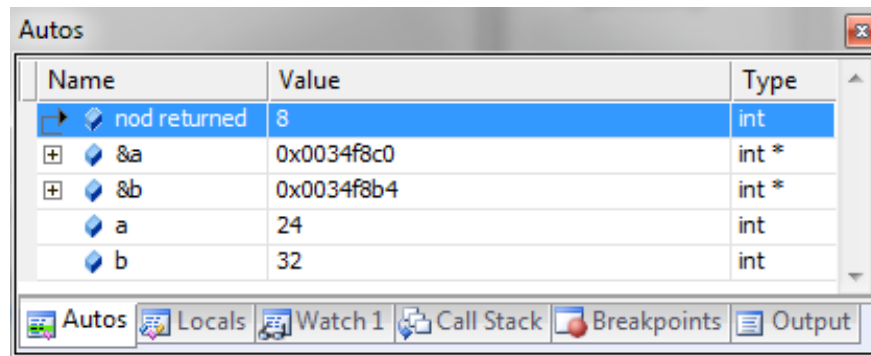 Autos
Name Value Type
nod returned 8 int
&a 0x0034f8c0 int *
&b 0x0034f8b4 int *
a 24 int
b 32 int
Autos Locals Watch 1 Call Stack Breakpoints Output